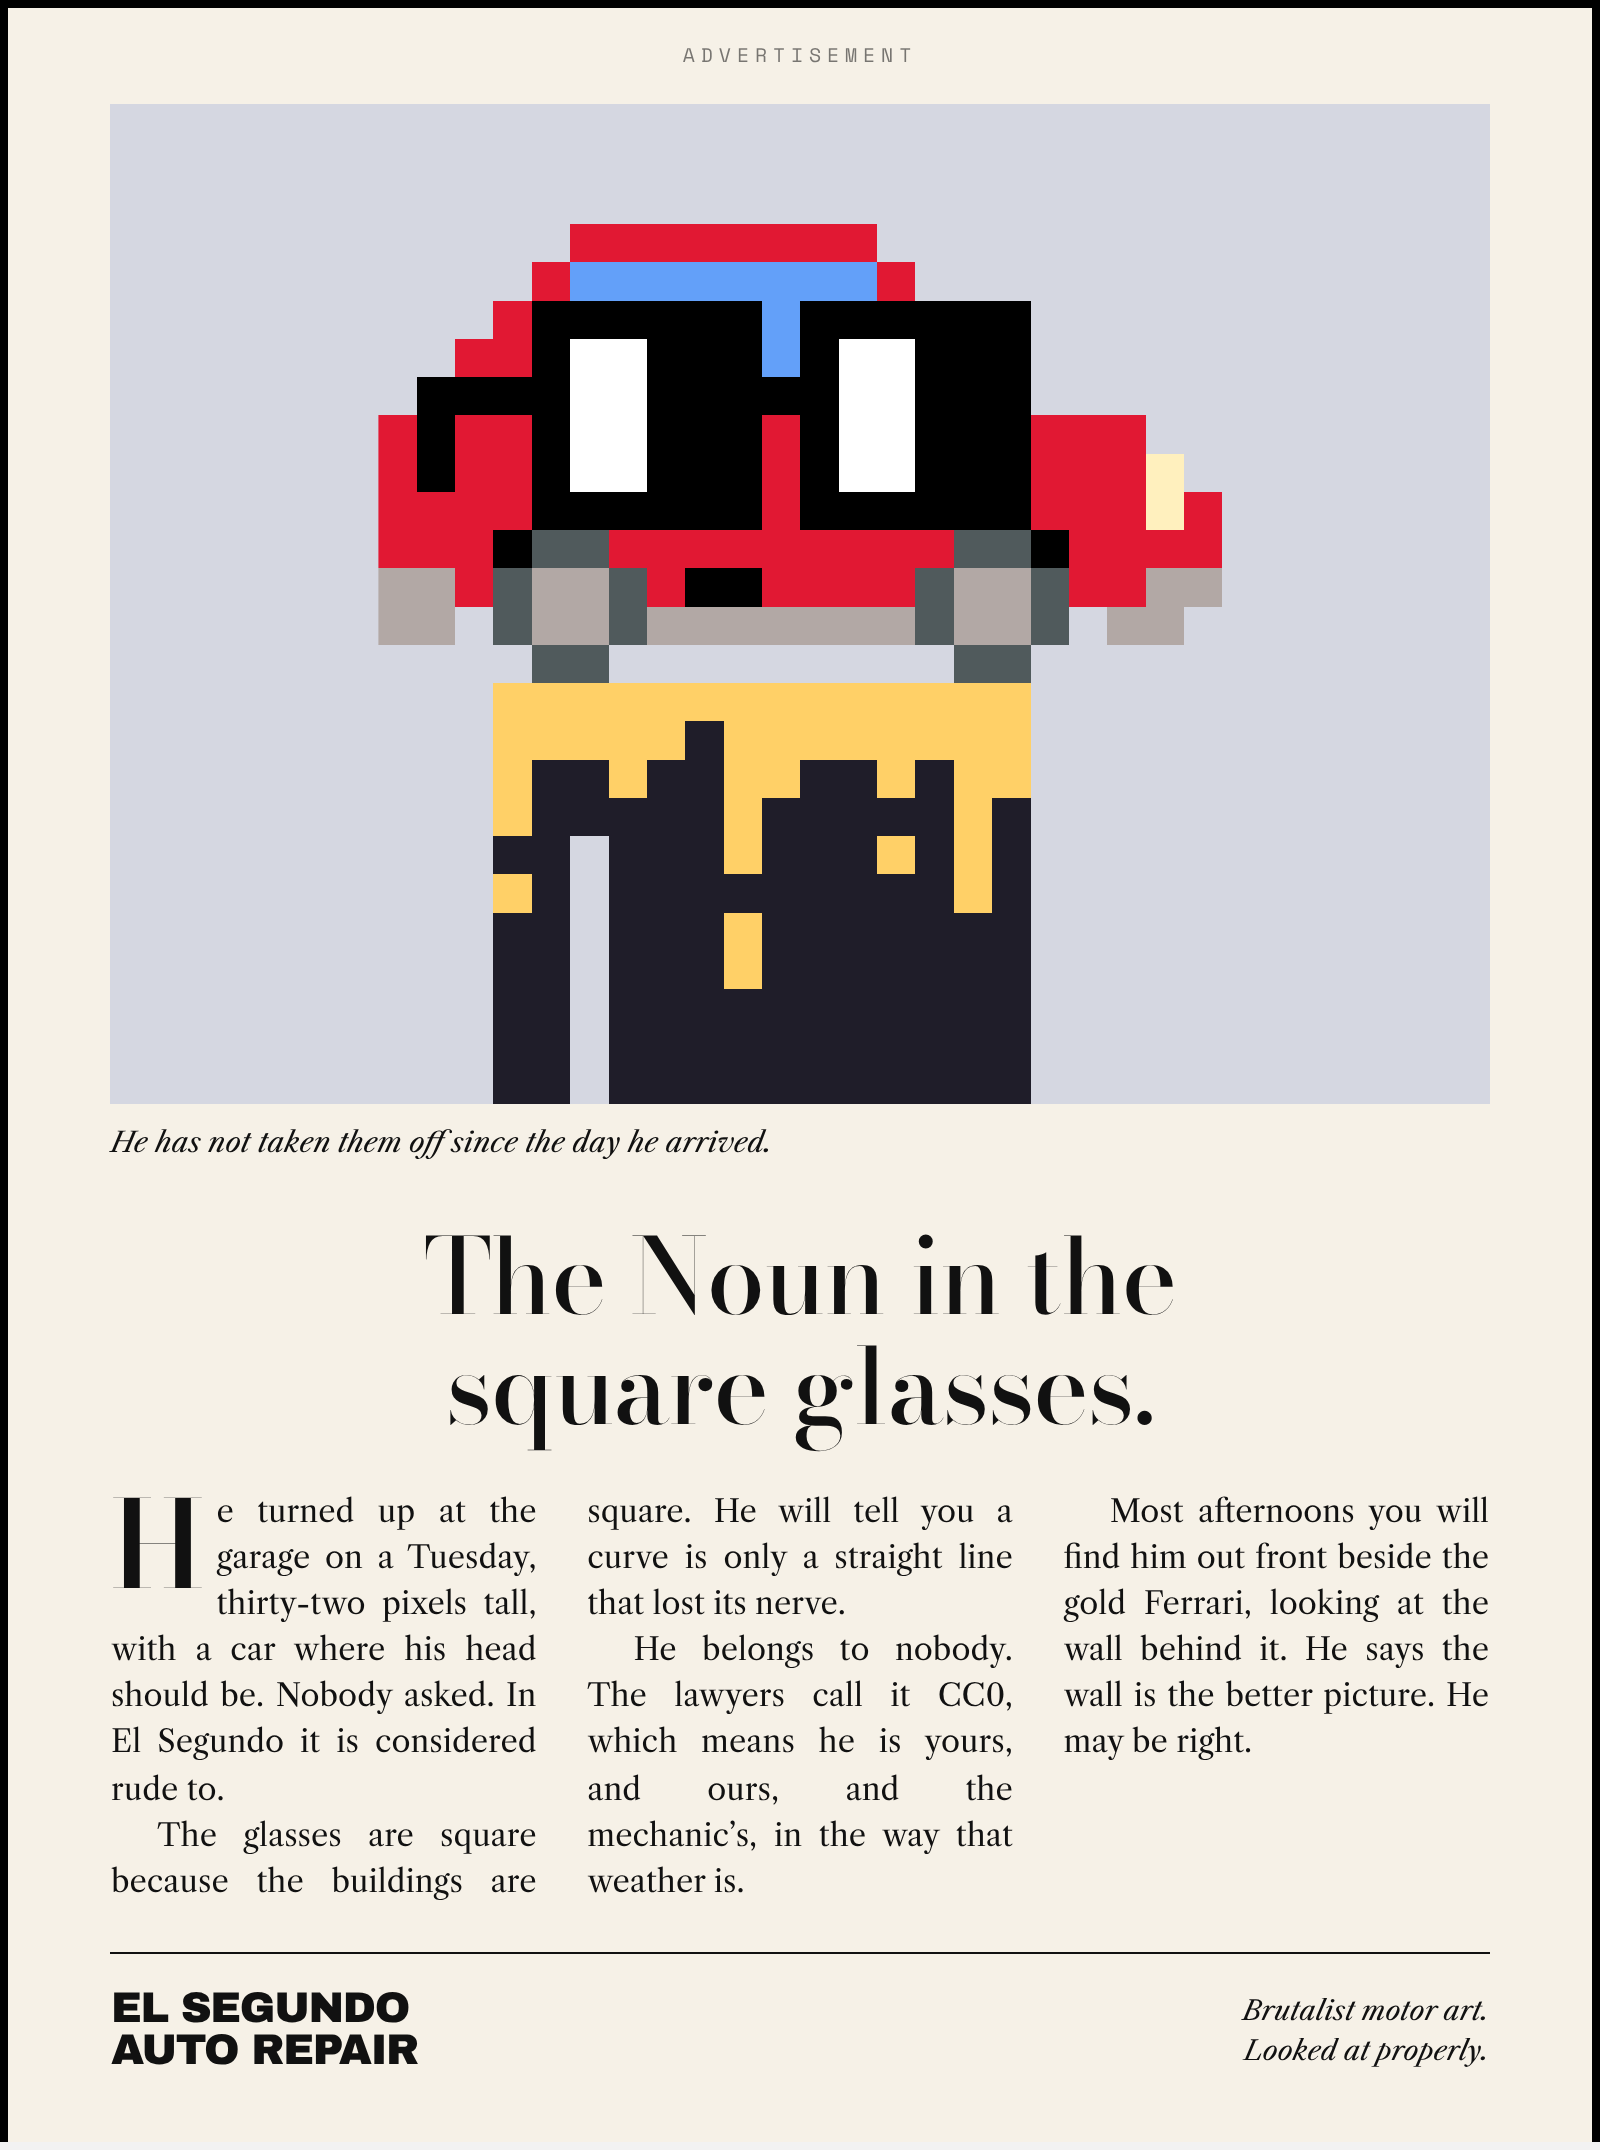 ADVERTISEMENT
He has not taken them off since the day he arrived.
The Noun in the
square glasses.
He turned up at the
garage on a Tuesday,
thirty-two pixels tall,
with a car where his head
should be. Nobody asked. In
El Segundo it is considered
rude to.
The glasses are square
because the buildings are
square. He will tell you a
curve is only a straight line
that lost its nerve.
He belongs to nobody.
The lawyers call it CC0,
which means he is yours,
and ours, and the
mechanic’s, in the way that
weather is.
Most afternoons you will
find him out front beside the
gold Ferrari, looking at the
wall behind it. He says the
wall is the better picture. He
may be right.
EL SEGUNDO
AUTO REPAIR
Brutalist motor art.
Looked at properly.